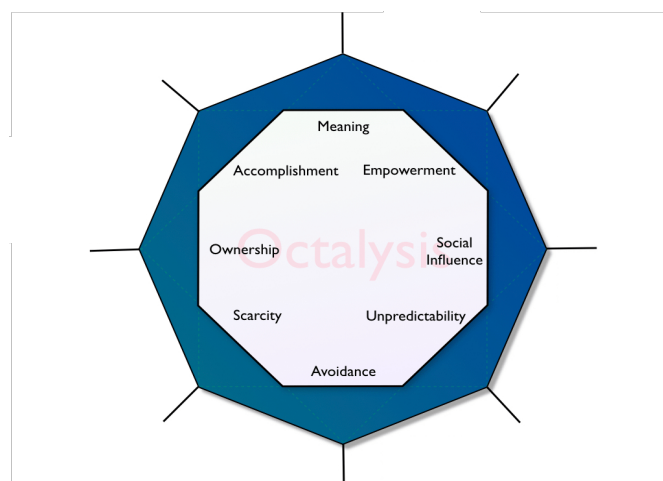 Meaning
Accomplishment
Empowerment
Ownership
Octalysis
Social
Influence
Scarcity
Unpredictability
Avoidance